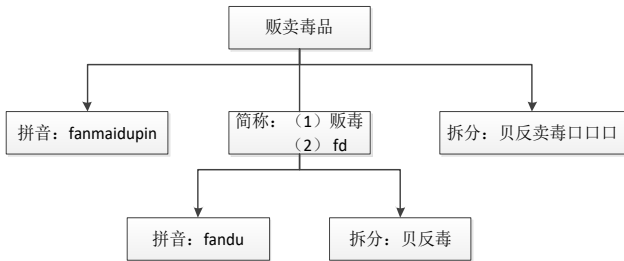 贩卖毒品
拼音：fanmaidupin
简称：（1）贩毒
（2）fd
拆分：贝反卖毒口口口
拼音：fandu
拆分：贝反毒